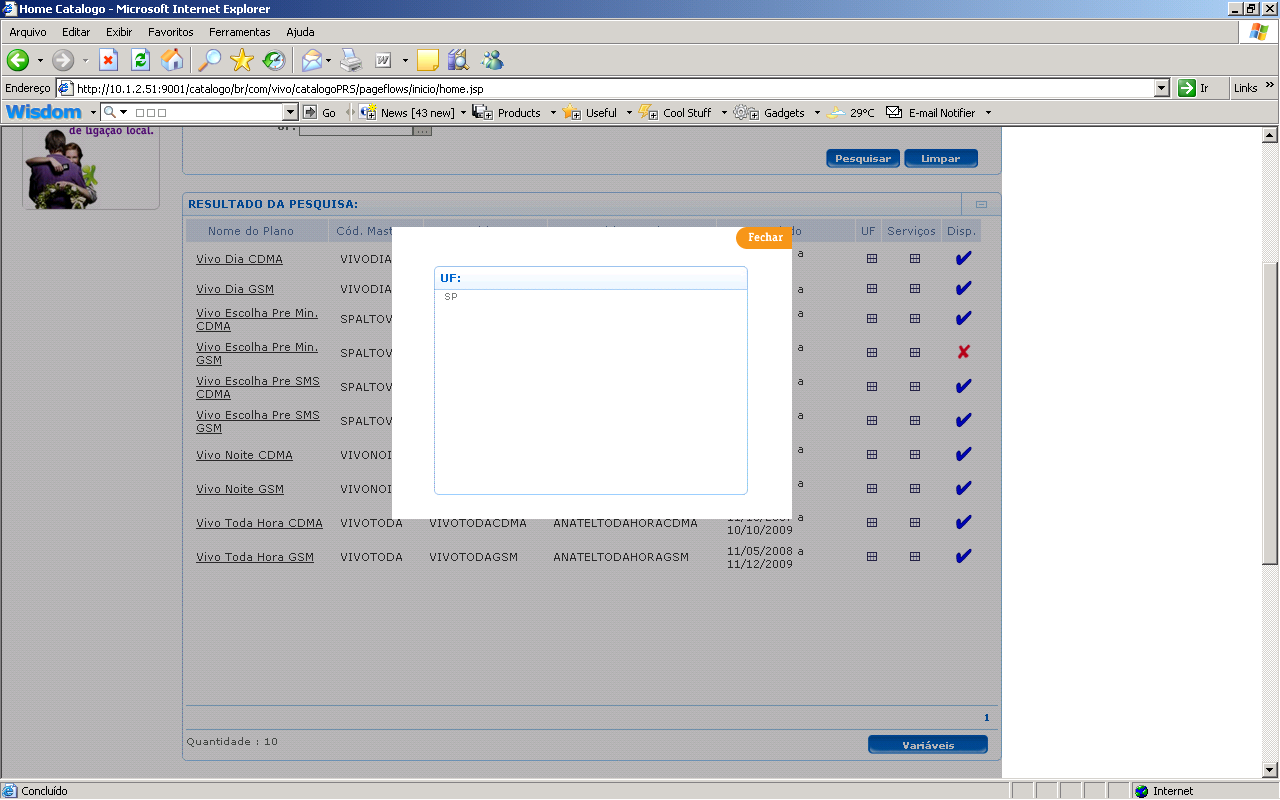 Home Catalogo - Microsoft Internet Explorer
Arquivo Editar Exibir Favoritos Ferramentas Ajuda
Endereço http://10.1.2.51:9001/catalogo/br/com/vivo/catalogoPRS/pageflows/inicio/home.jsp Ir Links »
Wisdom Go News [43 new] Products Useful Cool Stuff Gadgets 29°C E-mail Notifier
de ligação local.
UF: ...
Pesquisar Limpar
RESULTADO DA PESQUISA:
Nome do Plano Cód. Mast UF Serviços Disp.
Fechar
UF:
SP
Vivo Dia CDMA VIVODIA a
Vivo Dia GSM VIVODIA a
Vivo Escolha Pre Min. a
CDMA SPALTOV
Vivo Escolha Pre Min. a
GSM SPALTOV
Vivo Escolha Pre SMS a
CDMA SPALTOV
Vivo Escolha Pre SMS a
GSM SPALTOV
Vivo Noite CDMA VIVONOI a
Vivo Noite GSM VIVONOI a
Vivo Toda Hora CDMA VIVOTODA VIVOTODACDMA ANATELTODAHORACDMA a
10/10/2009
Vivo Toda Hora GSM VIVOTODA VIVOTODAGSM ANATELTODAHORAGSM 11/05/2008 a
11/12/2009
1
Quantidade : 10 Variáveis
Concluído Internet